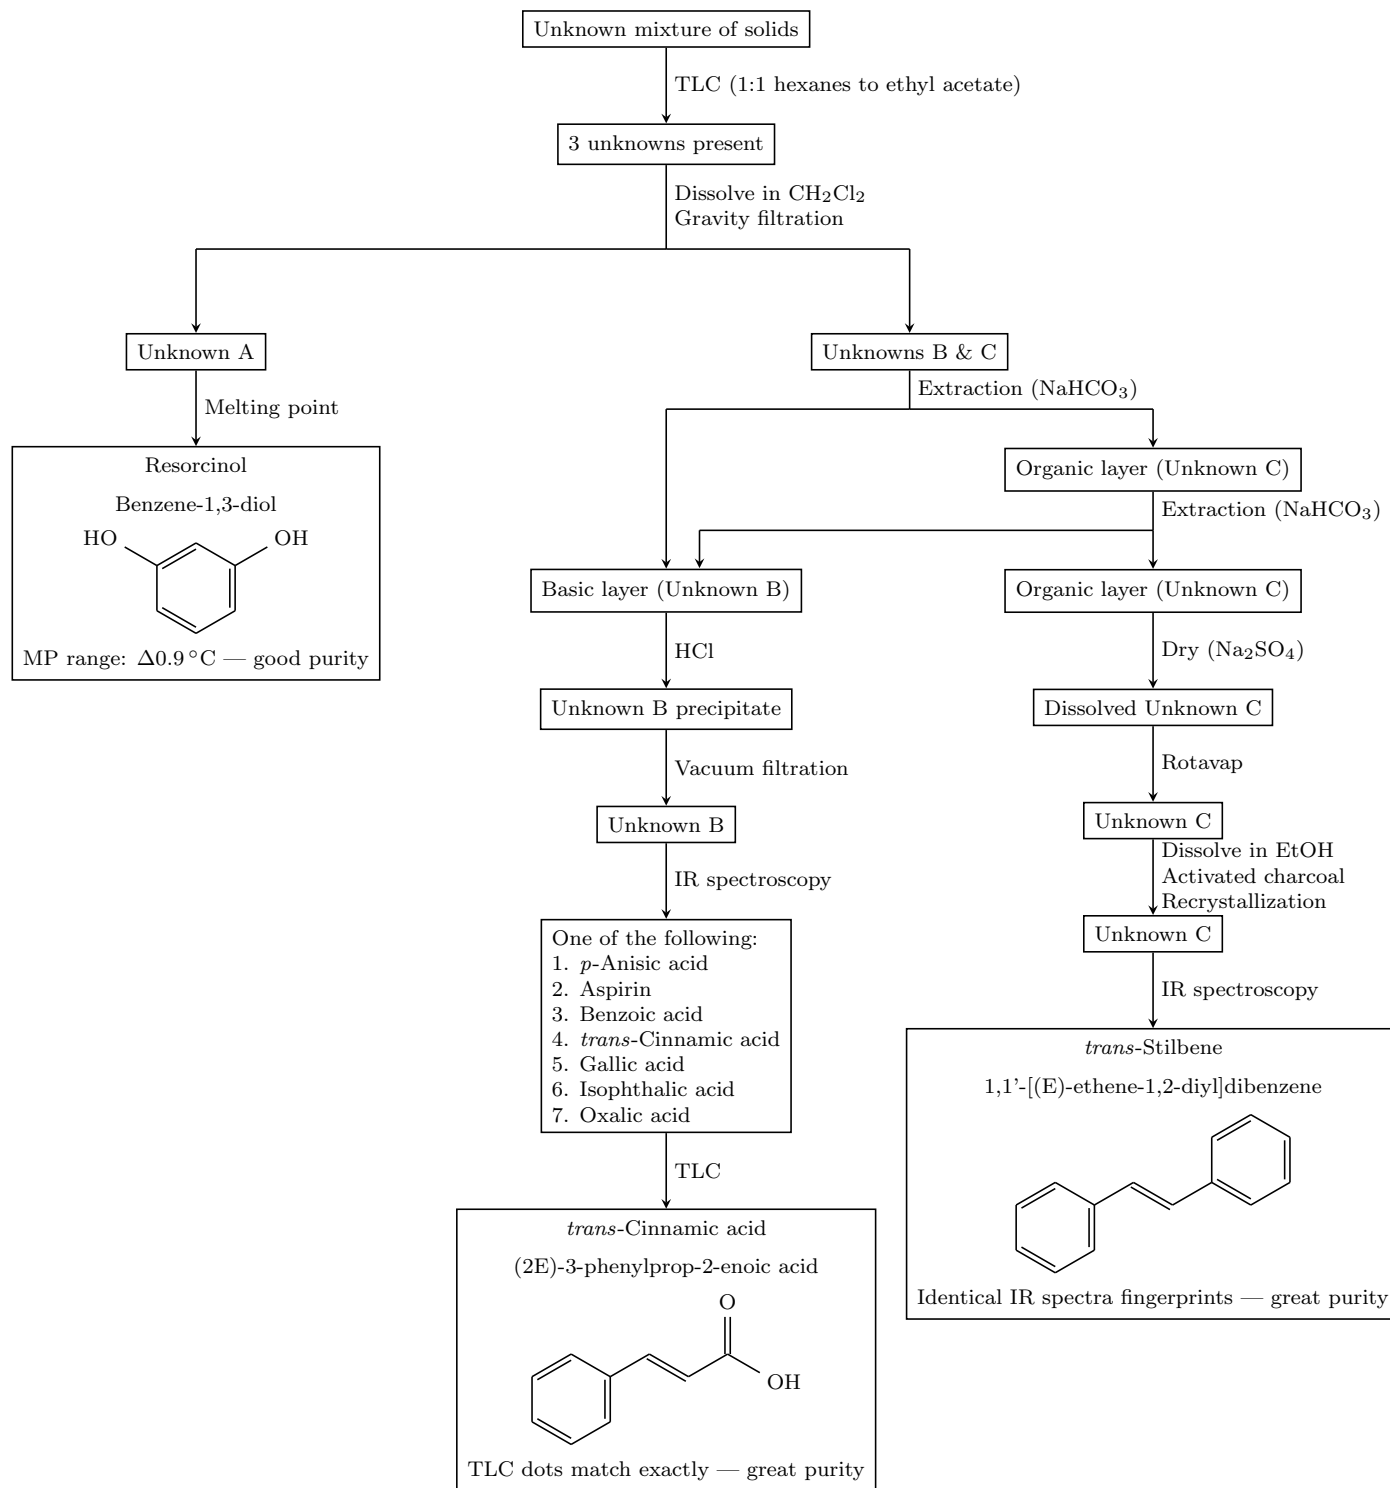 Unknown mixture of solids
TLC (1:1 hexanes to ethyl acetate)
3 unknowns present
Dissolve in CH₂Cl₂
Gravity filtration
Unknown A
Melting point
Resorcinol
Benzene-1,3-diol
HO
OH
MP range: Δ0.9 °C — good purity
Unknowns B & C
Extraction (NaHCO₃)
Organic layer (Unknown C)
Extraction (NaHCO₃)
Basic layer (Unknown B)
HCl
Unknown B precipitate
Vacuum filtration
Unknown B
IR spectroscopy
One of the following:
1. p-Anisic acid
2. Aspirin
3. Benzoic acid
4. trans-Cinnamic acid
5. Gallic acid
6. Isophthalic acid
7. Oxalic acid
TLC
trans-Cinnamic acid
(2E)-3-phenylprop-2-enoic acid
O
OH
TLC dots match exactly — great purity
Organic layer (Unknown C)
Dry (Na₂SO₄)
Dissolved Unknown C
Rotavap
Unknown C
Dissolve in EtOH
Activated charcoal
Recrystallization
Unknown C
IR spectroscopy
trans-Stilbene
1,1'-[(E)-ethene-1,2-diyl]dibenzene
Identical IR spectra fingerprints — great purity